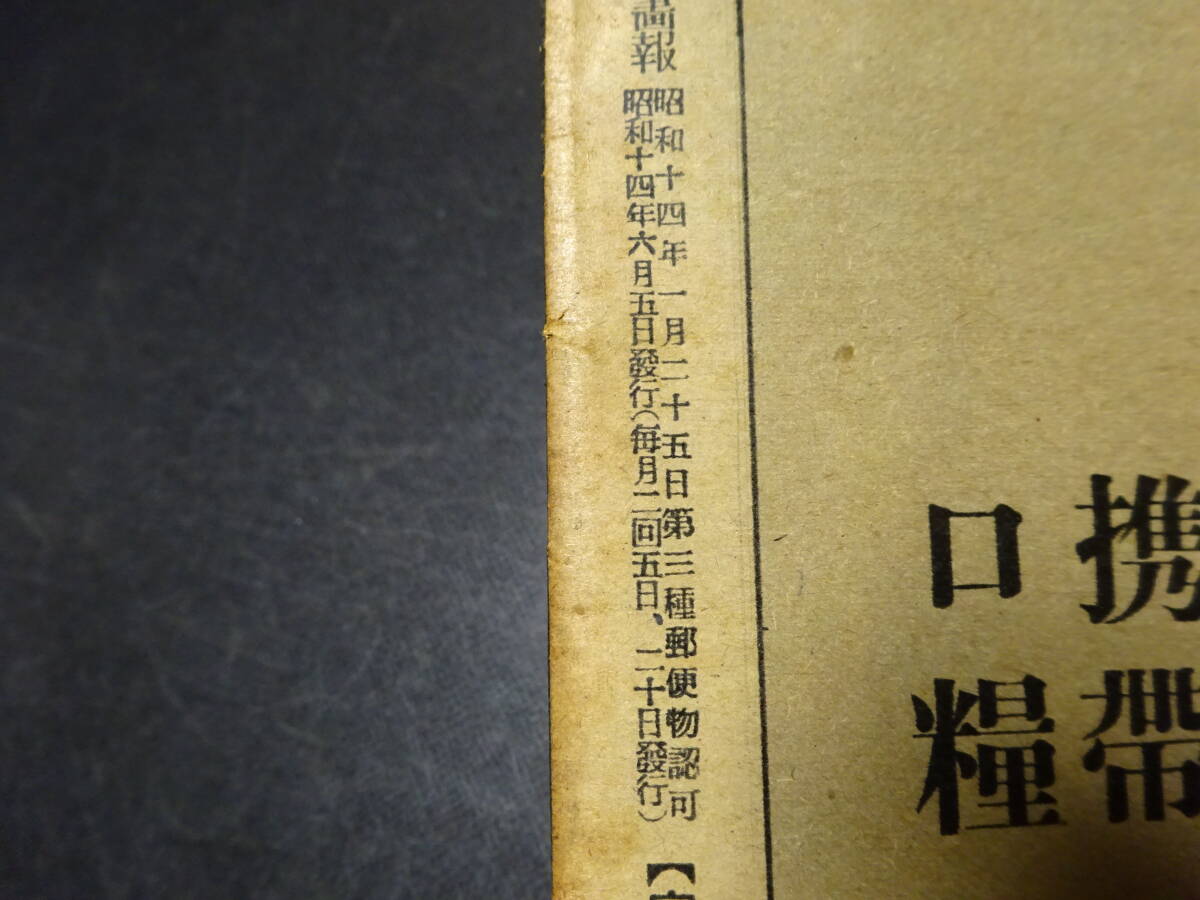 畫報
昭和十四年一月二十五日第三種郵便物認可
昭和十四年六月五日發行(每月二回五日、二十日發行)
【
携帶
口糧